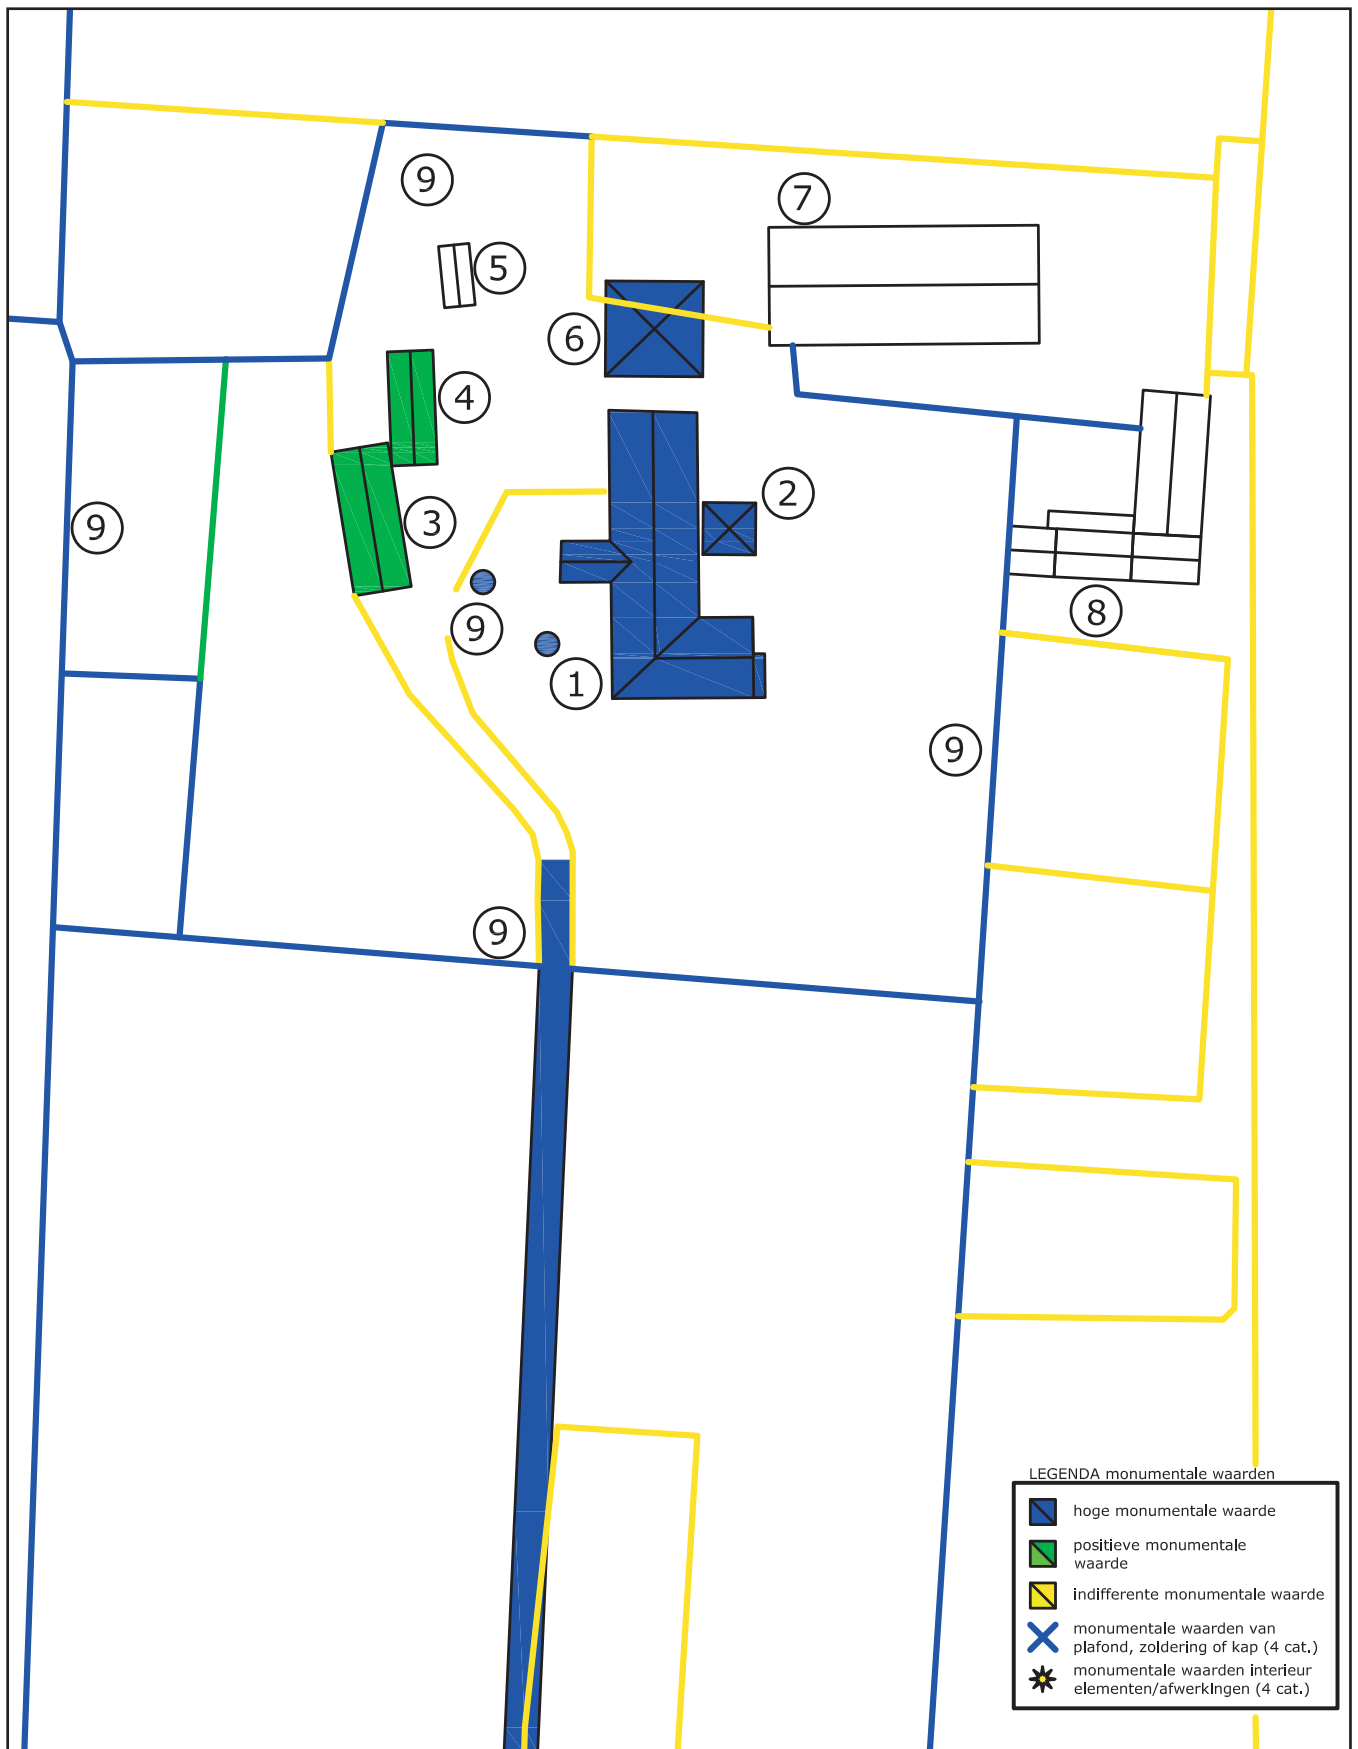 9
7
5
6
4
2
3
9
8
9
1
9
9
LEGENDA monumentale waarden
hoge monumentale waarde
positieve monumentale
waarde
indifferente monumentale waarde
monumentale waarden van
plafond, zoldering of kap (4 cat.)
monumentale waarden interieur
elementen/afwerkingen (4 cat.)